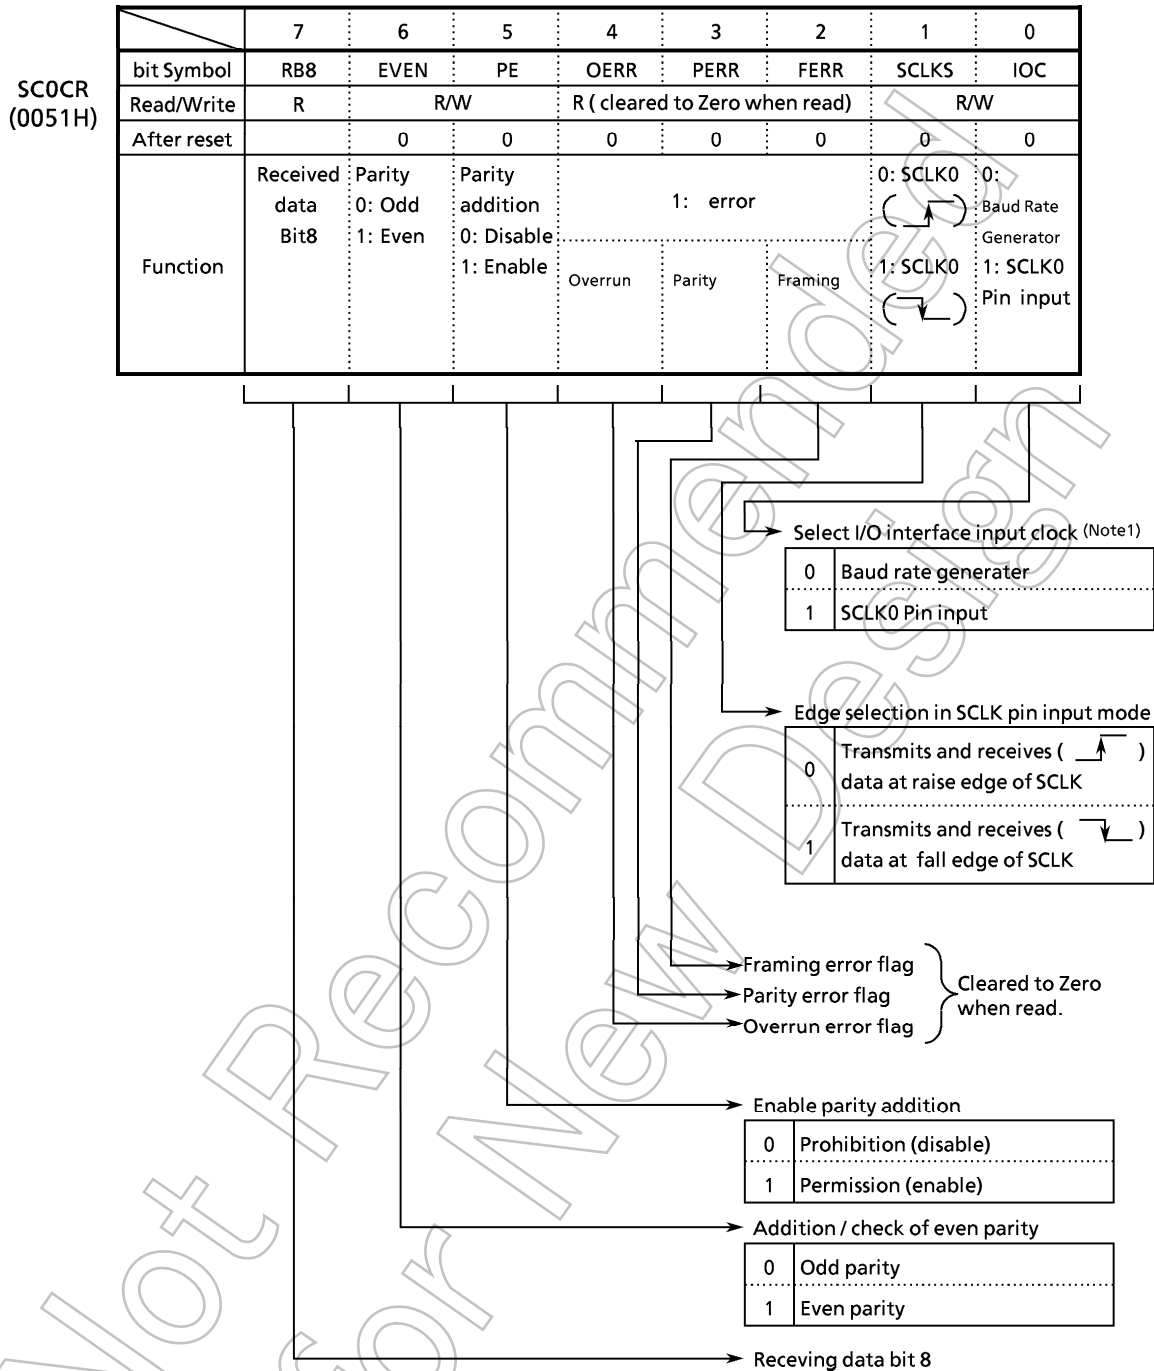 7 6 5 4 3 2 1 0
SC0CR
(0051H)
bit Symbol RB8 EVEN PE OERR PERR FERR SCLKS IOC
Read/Write R R/W R ( cleared to Zero when read) R/W
After reset 0 0 0 0 0 0 0
Function
Received
data
Bit8
Parity
0: Odd
1: Even
Parity
addition
0: Disable
1: Enable
1: error
Overrun Parity Framing
0: SCLK0
( )
1: SCLK0
( )
0:
Baud Rate
Generator
1: SCLK0
Pin input
Select I/O interface input clock (Note1)
0 Baud rate generater
1 SCLK0 Pin input
Edge selection in SCLK pin input mode
0 Transmits and receives ( )
data at raise edge of SCLK
1 Transmits and receives ( )
data at fall edge of SCLK
Framing error flag
Parity error flag
Overrun error flag
Cleared to Zero
when read.
Enable parity addition
0 Prohibition (disable)
1 Permission (enable)
Addition / check of even parity
0 Odd parity
1 Even parity
Receving data bit 8
Not Recommended
for New Design